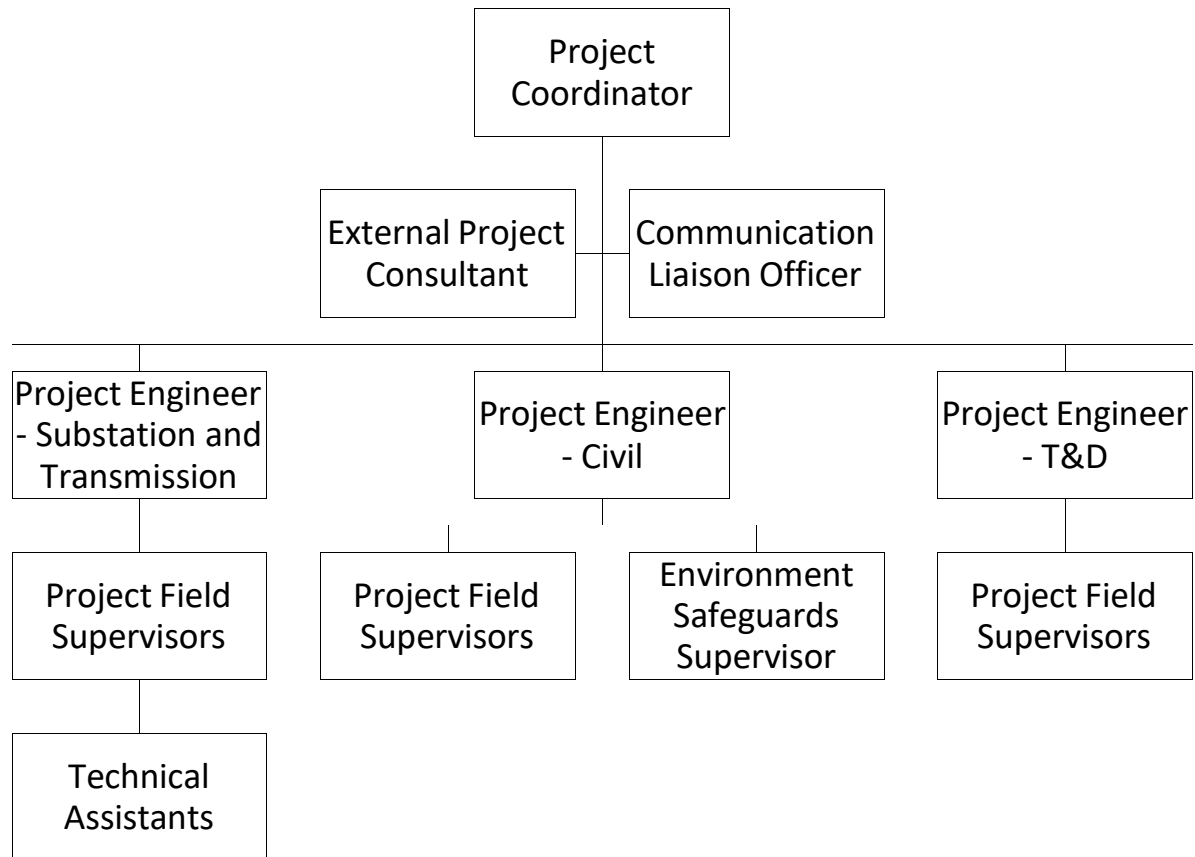 Project
Coordinator
External Project
Consultant
Communication
Liaison Officer
Project Engineer
- Substation and
Transmission
Project Engineer
- Civil
Project Engineer
- T&D
Project Field
Supervisors
Project Field
Supervisors
Environment
Safeguards
Supervisor
Project Field
Supervisors
Technical
Assistants